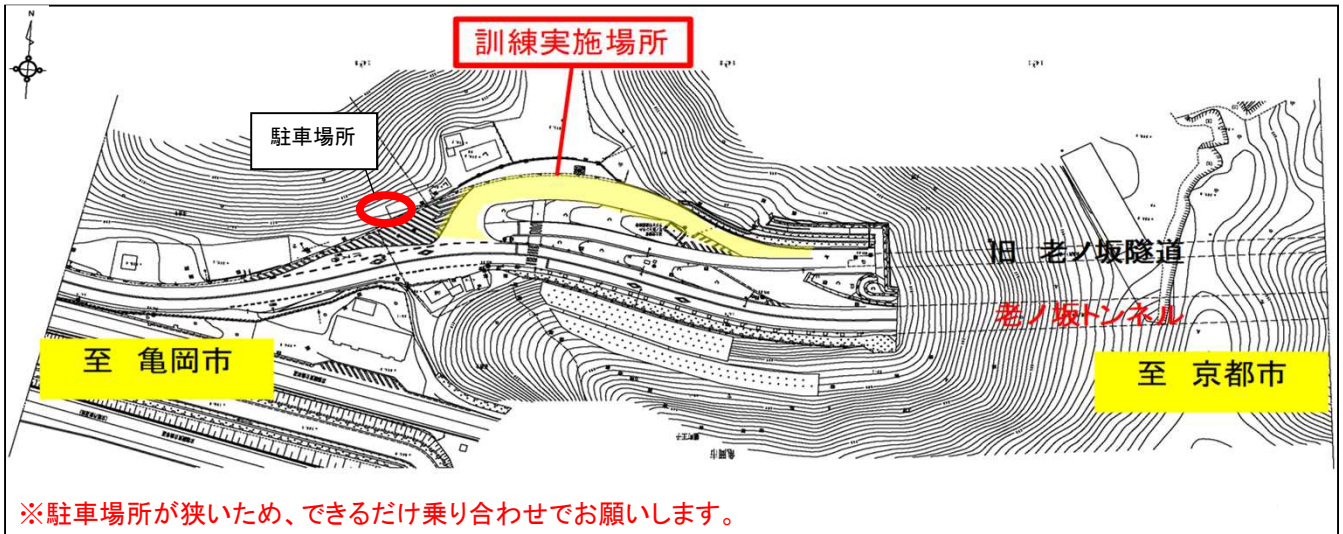 N
訓練実施場所
駐車場所
旧 老ノ坂隧道
老ノ坂トンネル
至 亀岡市
至 京都市
亀岡市
※駐車場所が狭いため、できるだけ乗り合わせでお願いします。